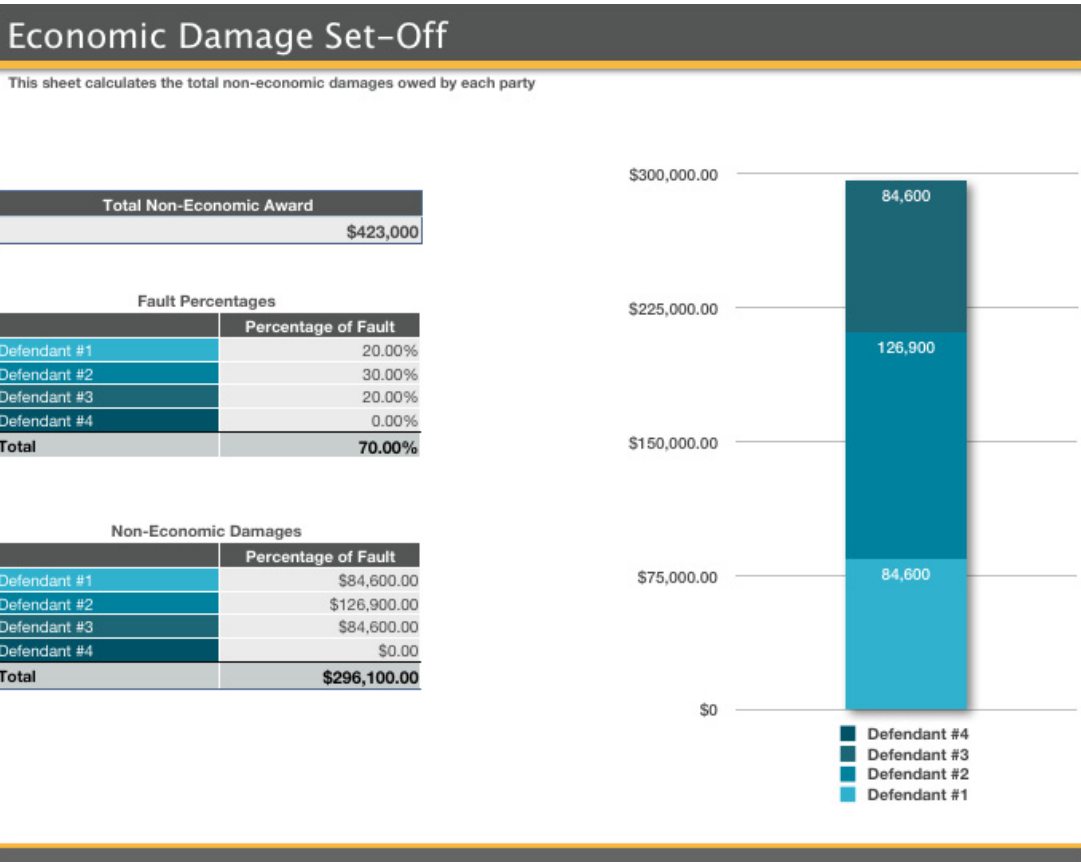 Economic Damage Set-Off
This sheet calculates the total non-economic damages owed by each party
Total Non-Economic Award
$423,000
Fault Percentages
Percentage of Fault
Defendant #1 20.00%
Defendant #2 30.00%
Defendant #3 20.00%
Defendant #4 0.00%
Total 70.00%
Non-Economic Damages
Percentage of Fault
Defendant #1 $84,600.00
Defendant #2 $126,900.00
Defendant #3 $84,600.00
Defendant #4 $0.00
Total $296,100.00
$300,000.00
84,600
$225,000.00
126,900
$150,000.00
$75,000.00
84,600
$0
Defendant #4
Defendant #3
Defendant #2
Defendant #1